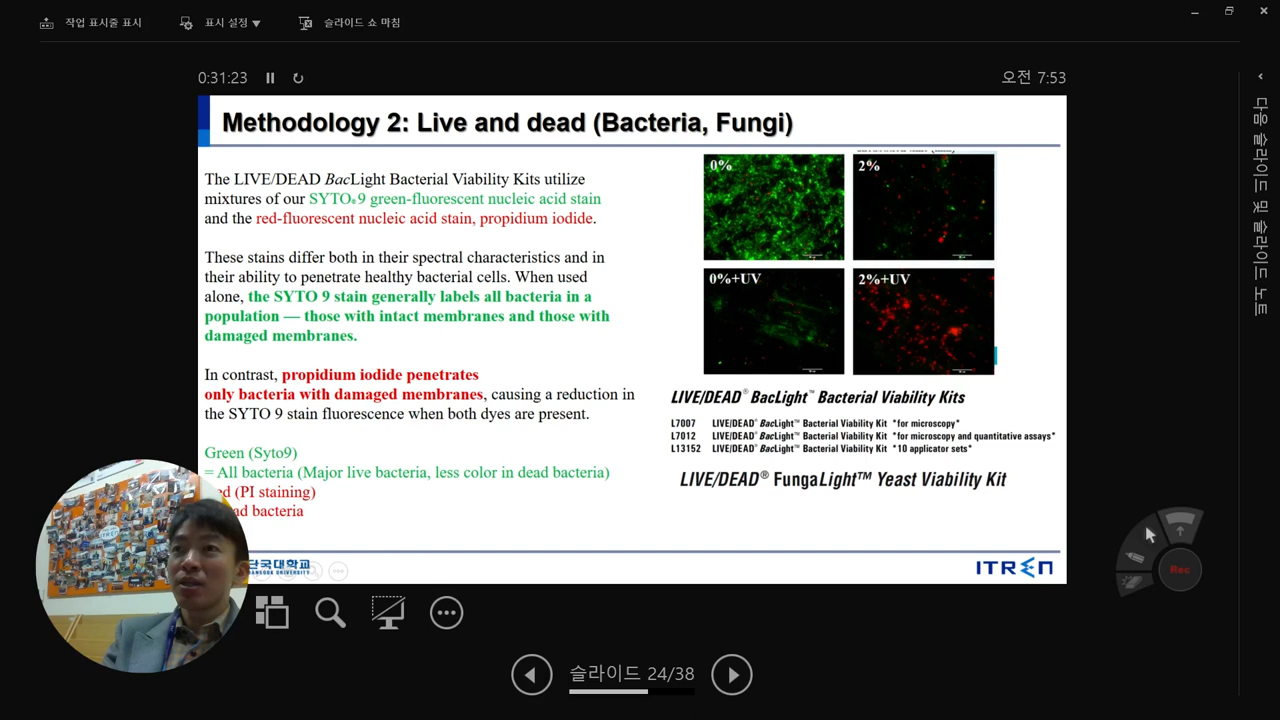 작업 표시줄 표시
표시 설정
슬라이드 쇼 마침
0:31:23
오전 7:53
다음 슬라이드 및 슬라이드 노트
Methodology 2: Live and dead (Bacteria, Fungi)
The LIVE/DEAD BacLight Bacterial Viability Kits utilize
mixtures of our SYTO® 9 green-fluorescent nucleic acid stain
and the red-fluorescent nucleic acid stain, propidium iodide.
These stains differ both in their spectral characteristics and in
their ability to penetrate healthy bacterial cells. When used
alone, the SYTO 9 stain generally labels all bacteria in a
population — those with intact membranes and those with
damaged membranes.
In contrast, propidium iodide penetrates
only bacteria with damaged membranes, causing a reduction in
the SYTO 9 stain fluorescence when both dyes are present.
Green (Syto9)
= All bacteria (Major live bacteria, less color in dead bacteria)
(PI staining)
bacteria
0%
2%
0%+UV
2%+UV
LIVE/DEAD® BacLight™ Bacterial Viability Kits
L7007 LIVE/DEAD® BacLight™ Bacterial Viability Kit *for microscopy*
L7012 LIVE/DEAD® BacLight™ Bacterial Viability Kit *for microscopy and quantitative assays*
L13152 LIVE/DEAD® BacLight™ Bacterial Viability Kit *10 applicator sets*
LIVE/DEAD® FungaLight™ Yeast Viability Kit
단국대학교
ITREN
Rec
슬라이드 24/38